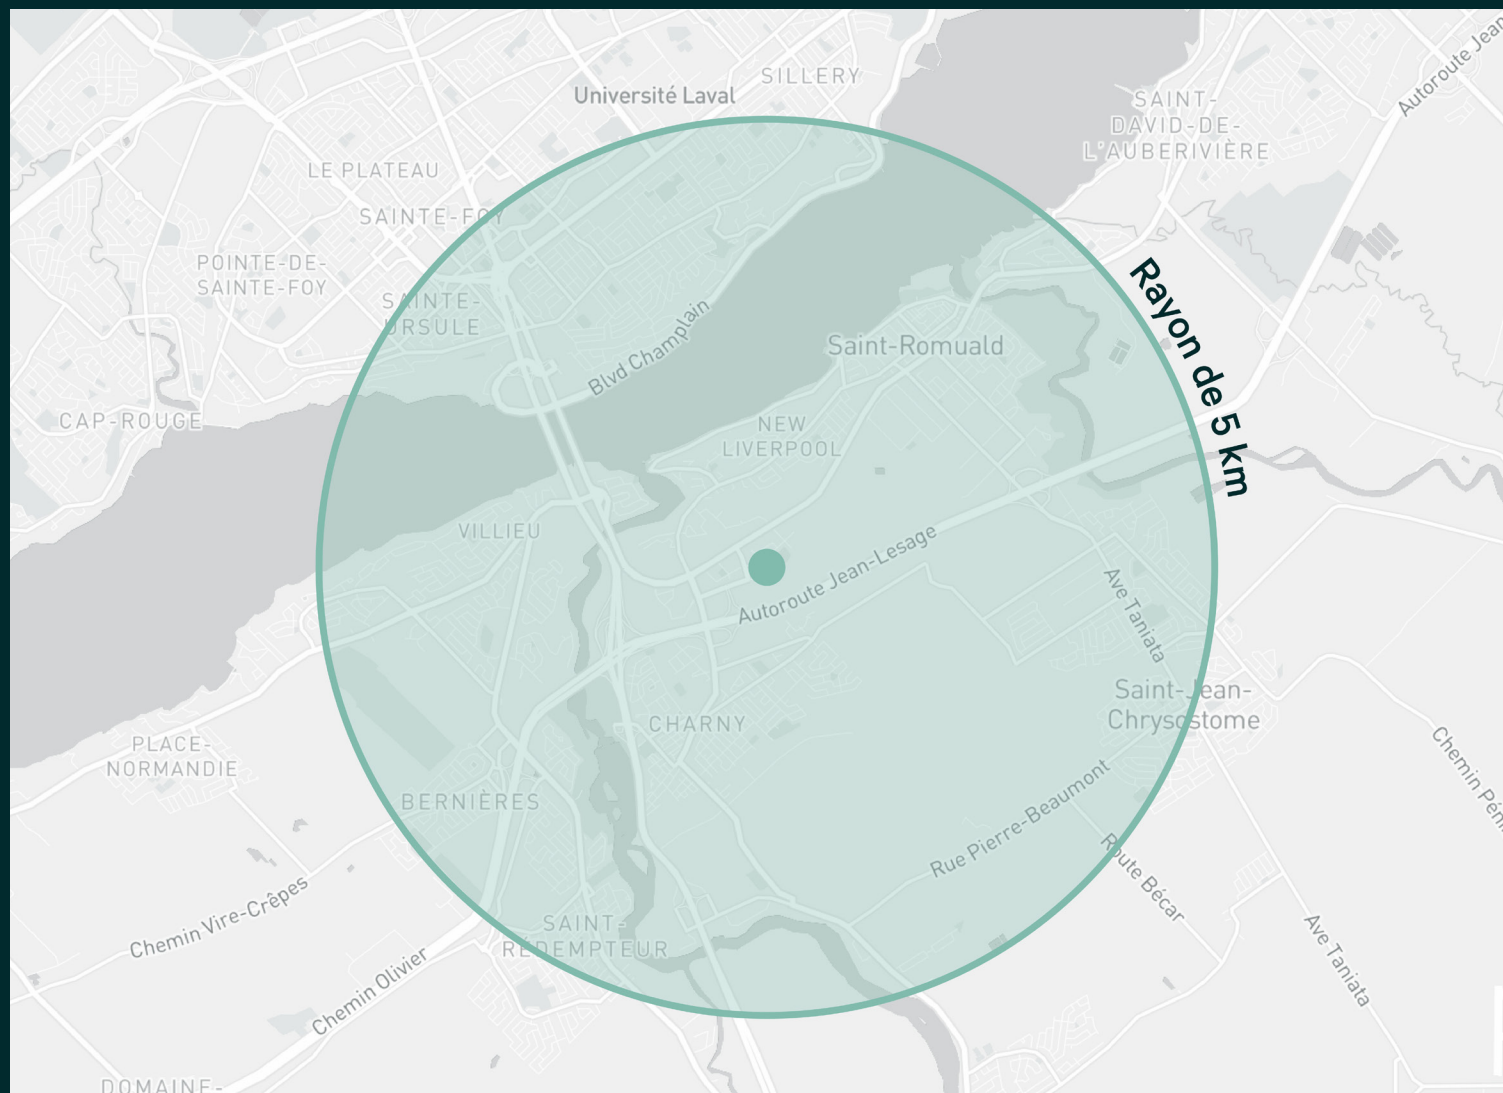 Autoroute Jean
SILLERY
Université Laval
SAINT-
DAVID-DE-
L'AUBERIVIÈRE
LE PLATEAU
SAINTE-FOY
POINTE-DE-
SAINTE-FOY
SAINTE-
URSULE
Rayon de 5 km
Blvd Champlain
Saint-Romuald
CAP-ROUGE
NEW
LIVERPOOL
VILLIEU
Autoroute Jean-Lesage
Ave Taniata
Saint-Jean-
Chrysostome
CHARNY
PLACE-
NORMANDIE
Chemin Pén
BERNIÈRES
Rue Pierre-Beaumont
Route Bécar
Chemin Vire-Crêpes
SAINT-
RÉDEMPTEUR
Ave Taniata
Chemin Olivier
DOMAINE-